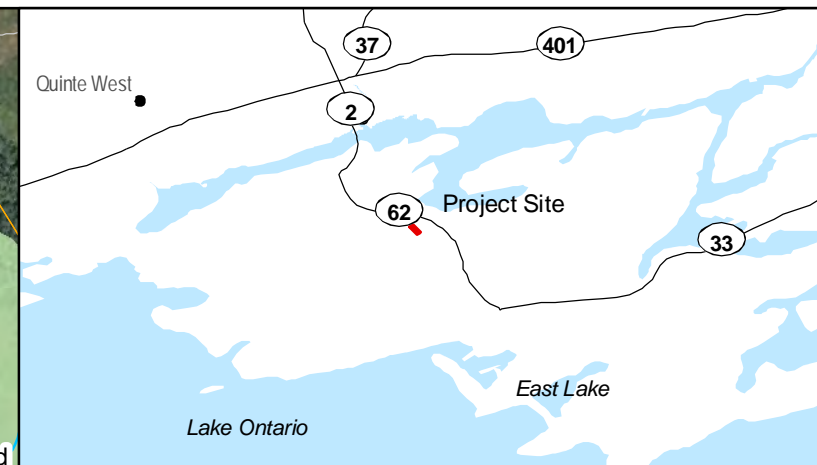 37
401
Quinte West
2
62
Project Site
33
East Lake
Lake Ontario
d